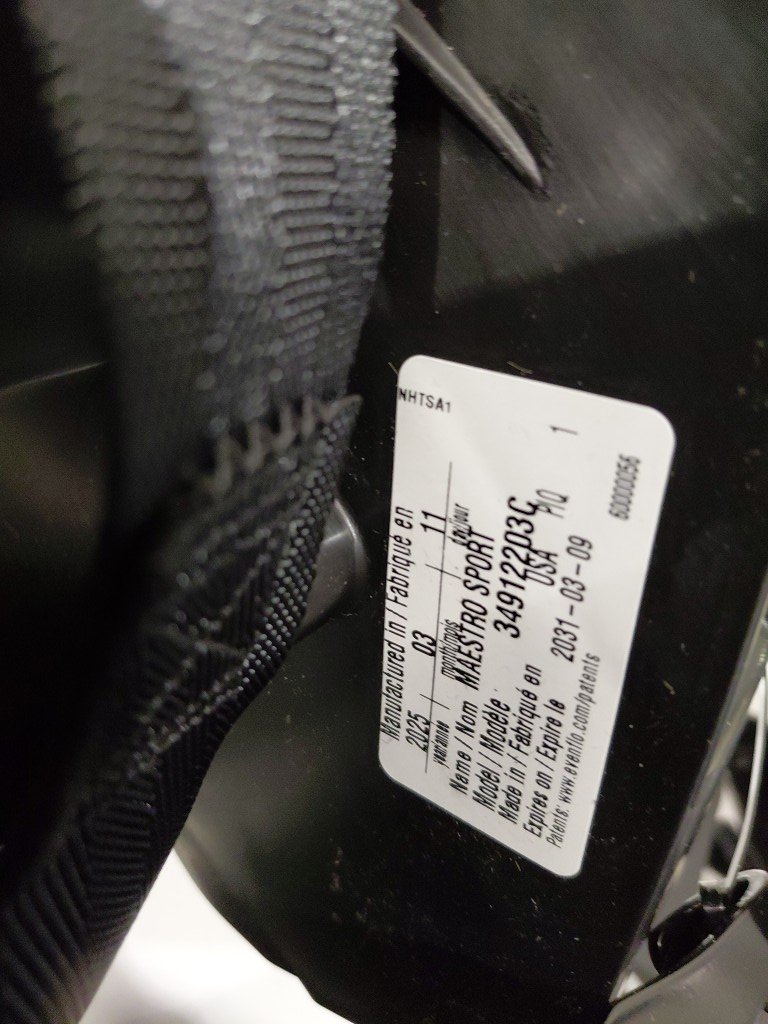 NHTSA1
Manufactured in / Fabriqué en
2025 | 03 | 11
year/année month/mois day/jour
Name / Nom MAESTRO SPORT
Model / Modèle 34912203C
Made in / Fabriqué en USA PIQ 1
Expires on / Expire le 2031-03-09
Patents: www.evenflo.com/patents 60000056